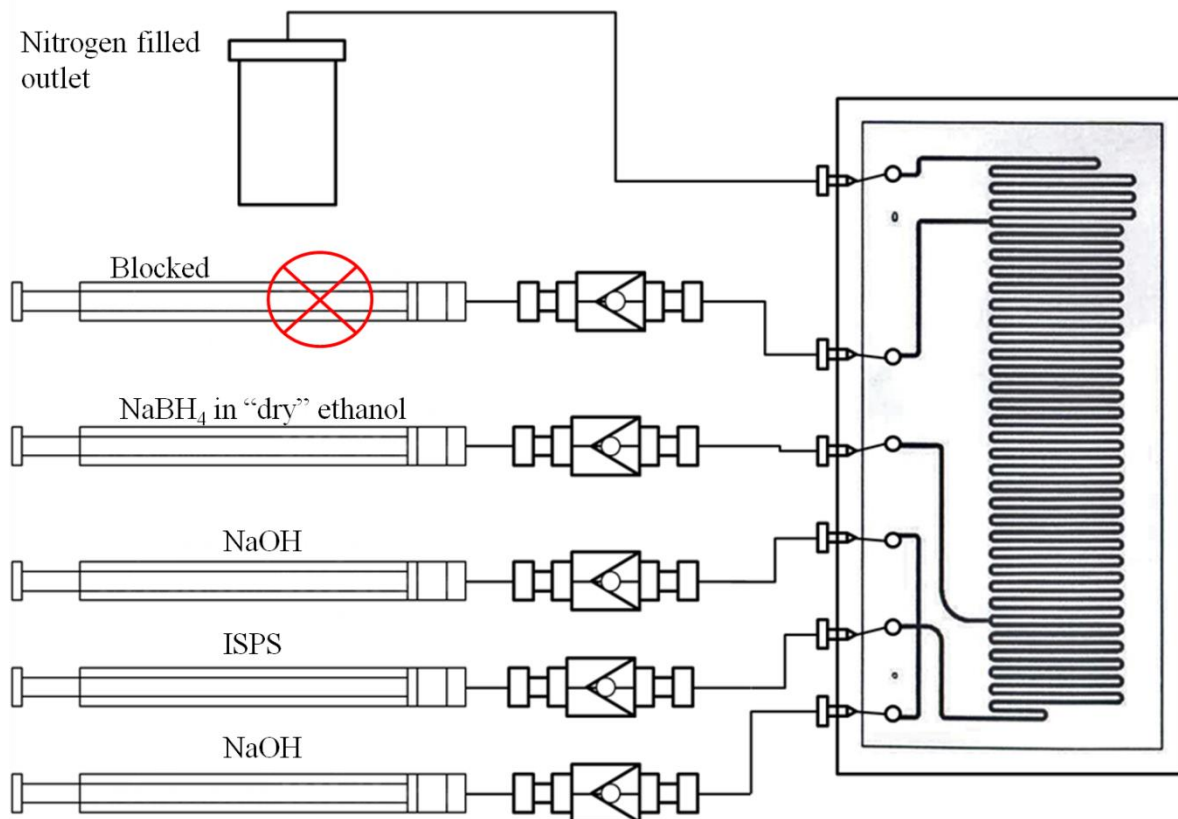 Nitrogen filled
outlet
Blocked
NaBH₄ in “dry” ethanol
NaOH
ISPS
NaOH